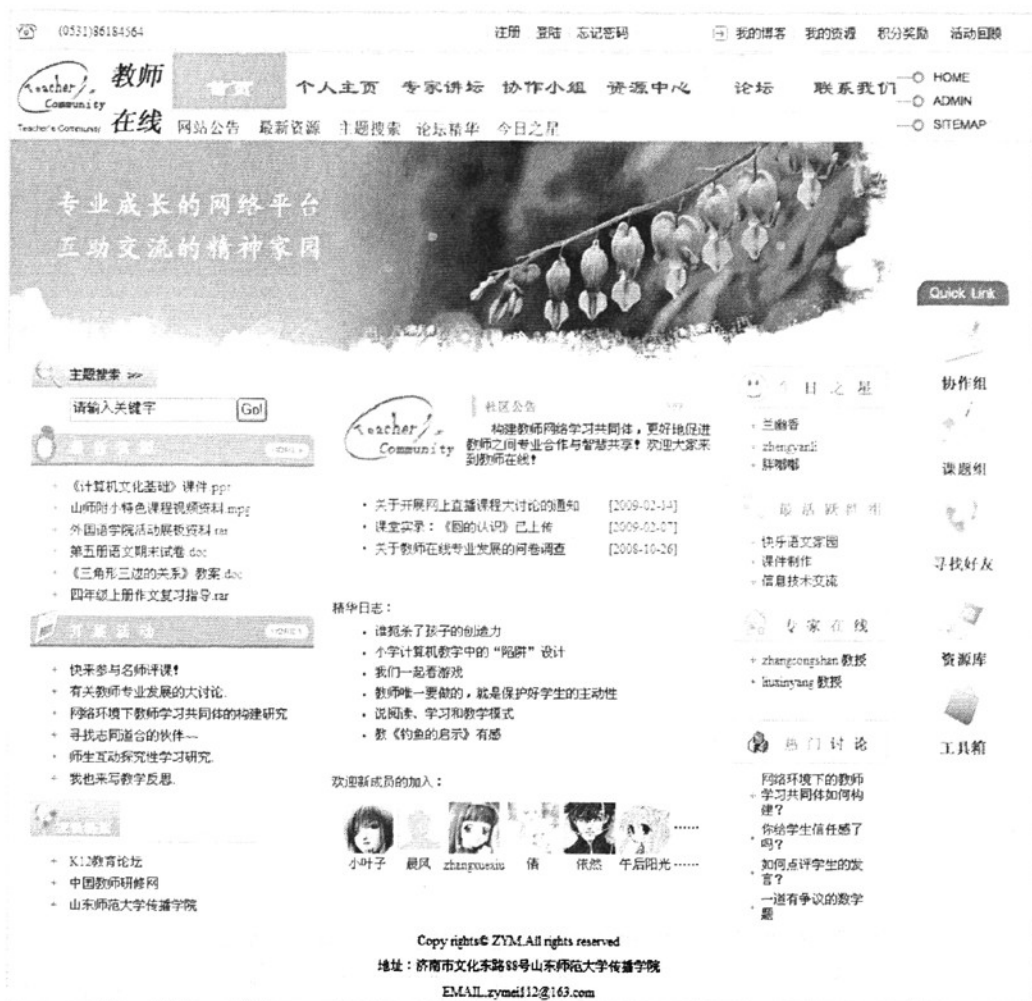 (0531)86184564 注册 登陆 忘记密码 我的博客 我的资源 积分奖励 活动回顾
Teacher's Community
Teacher's Community
教师
在线
首页 个人主页 专家讲坛 协作小组 资源中心 论坛 联系我们
网站公告 最新资源 主题搜索 论坛精华 今日之星
HOME
ADMIN
SITEMAP
专业成长的网络平台
互助交流的精神家园
Quick Link
协作组
课题组
寻找好友
资源库
工具箱
主题搜索 >>>
请输入关键字 Go!
《计算机文化基础》课件.ppt
山师附小特色课程视频资料.mpg
外国语学院活动展板资料.rar
第五册语文期末试卷.doc
《三角形三边的关系》教案.doc
四年级上册作文复习指导.rar
开展活动
快来参与名师评课!
有关教师专业发展的大讨论.
网络环境下教师学习共同体的构建研究
寻找志同道合的伙伴~~
师生互动探究性学习研究.
我也来写教学反思.
K12教育论坛
中国教师研修网
山东师范大学传播学院
Teacher's
Community
社区公告
构建教师网络学习共同体,更好地促进
教师之间专业合作与智慧共享!欢迎大家来
到教师在线!
关于开展网上直播课程大讨论的通知 [2009-02-14]
课堂实录:《圆的认识》已上传 [2009-02-07]
关于教师在线专业发展的问卷调查 [2008-10-26]
精华日志:
谁扼杀了孩子的创造力
小学计算机教学中的“陷阱”设计
我们一起看游戏
教师唯一要做的,就是保护好学生的主动性
说阅读、学习和教学模式
教《钓鱼的启示》有感
欢迎新成员的加入:
小叶子 晨风 zhangxuexiu 倩 依然 午后阳光 ……
今日之星
兰幽香
zhengyanli
胖嘟嘟
最活跃群组
快乐语文家园
课件制作
信息技术交流
专家在线
zhangsongshan 教授
liuxinyang 教授
热门讨论
网络环境下的教师
学习共同体如何构
建?
你给学生信任感了
吗?
如何点评学生的发
言?
一道有争议的数学
题
Copy rights© ZYM.All rights reserved
地址:济南市文化东路88号山东师范大学传播学院
EMAIL:zymei112@163.com